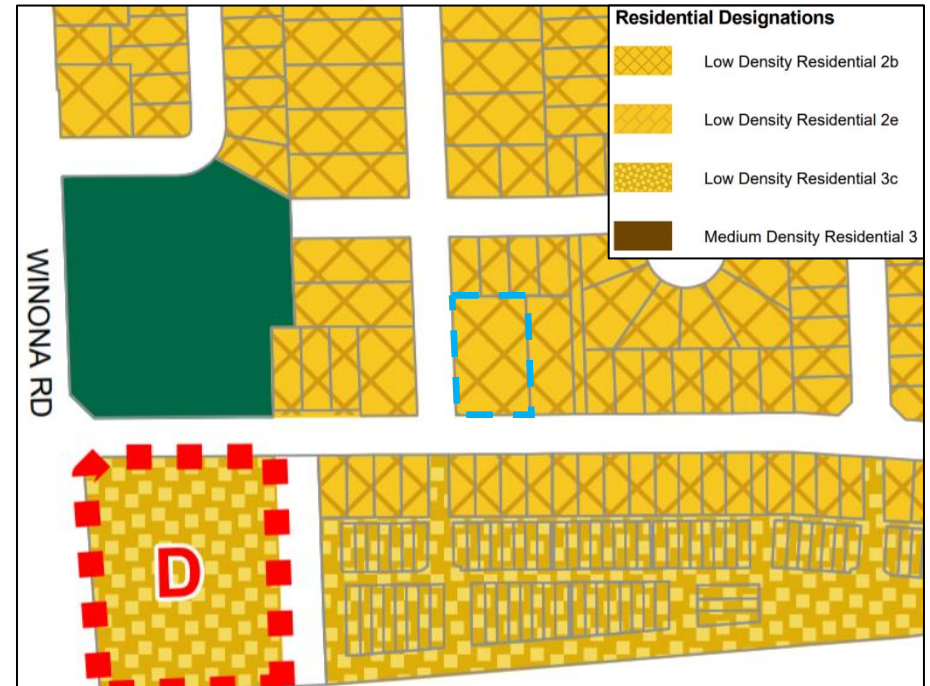 Residential Designations
Low Density Residential 2b
Low Density Residential 2e
Low Density Residential 3c
Medium Density Residential 3
WINONA RD
D